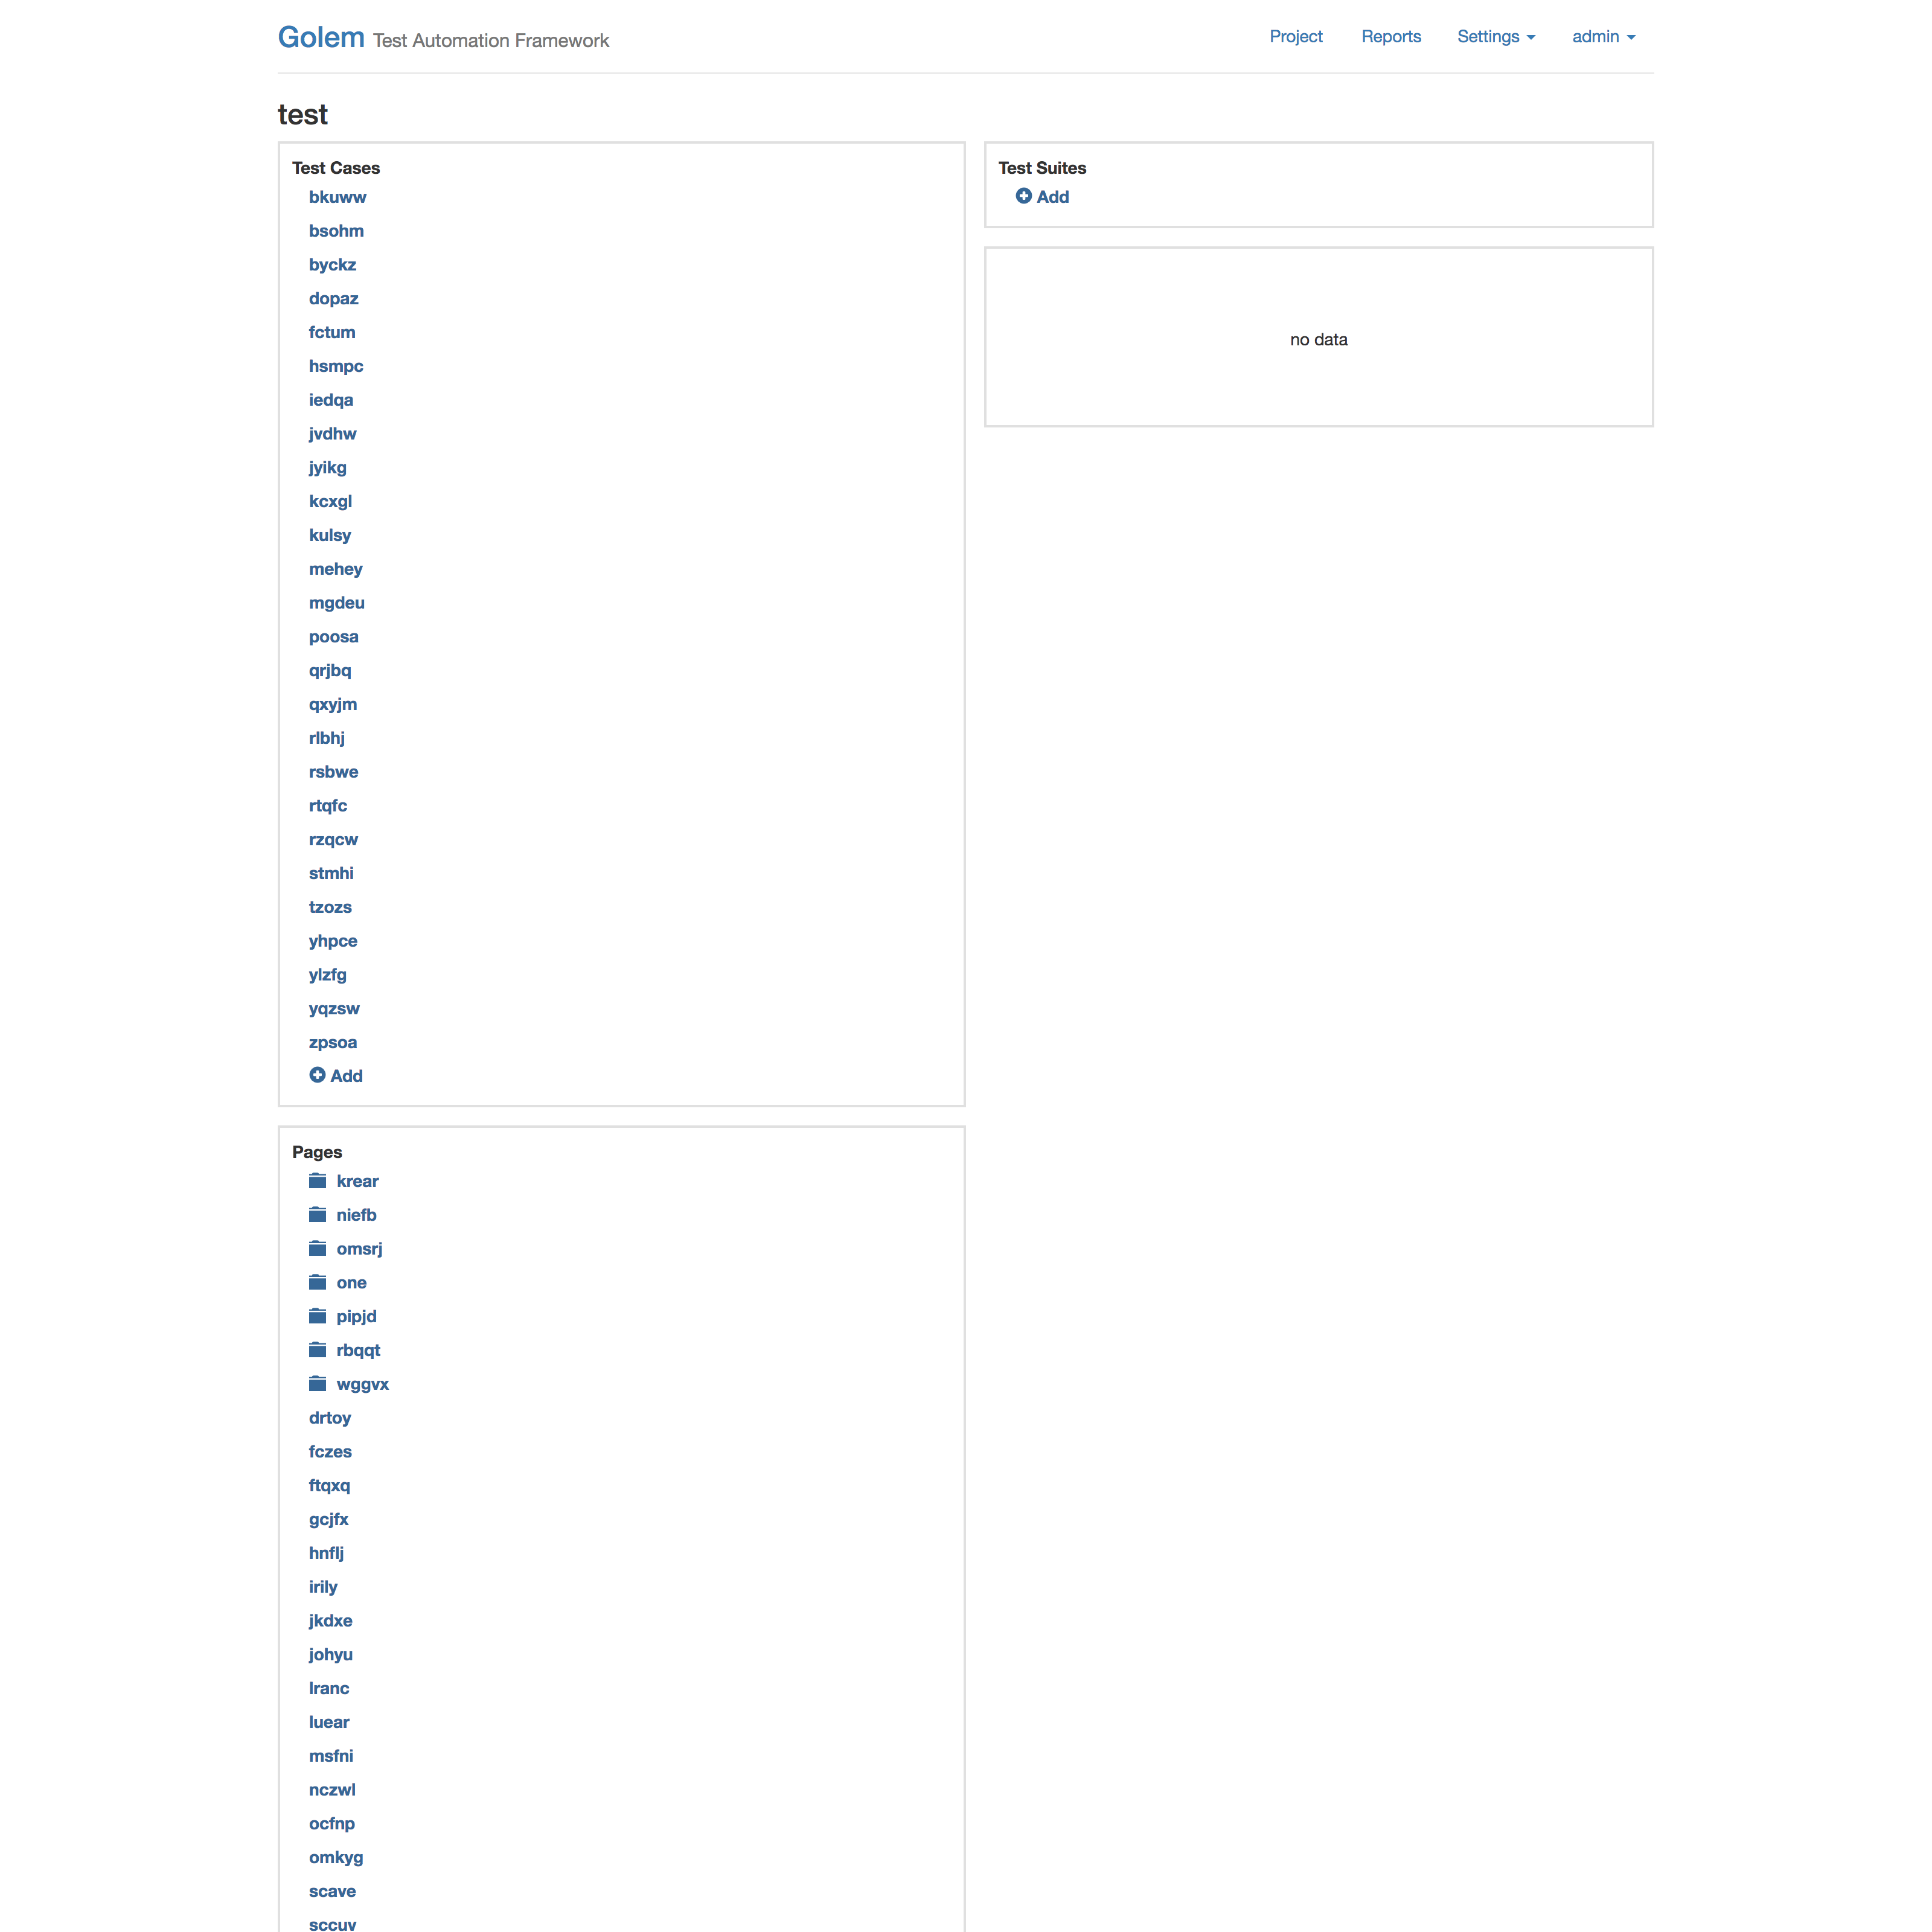 Golem Test Automation Framework
Project Reports Settings admin
test
Test Cases
bkuww
bsohm
byckz
dopaz
fctum
hsmpc
iedqa
jvdhw
jyikg
kcxgl
kulsy
mehey
mgdeu
poosa
qrjbq
qxyjm
rlbhj
rsbwe
rtqfc
rzqcw
stmhi
tzozs
yhpce
ylzfg
yqzsw
zpsoa
Add
Pages
krear
niefb
omsrj
one
pipjd
rbqqt
wggvx
drtoy
fczes
ftqxq
gcjfx
hnflj
irily
jkdxe
johyu
lranc
luear
msfni
nczwl
ocfnp
omkyg
scave
sccuv
Test Suites
Add
no data